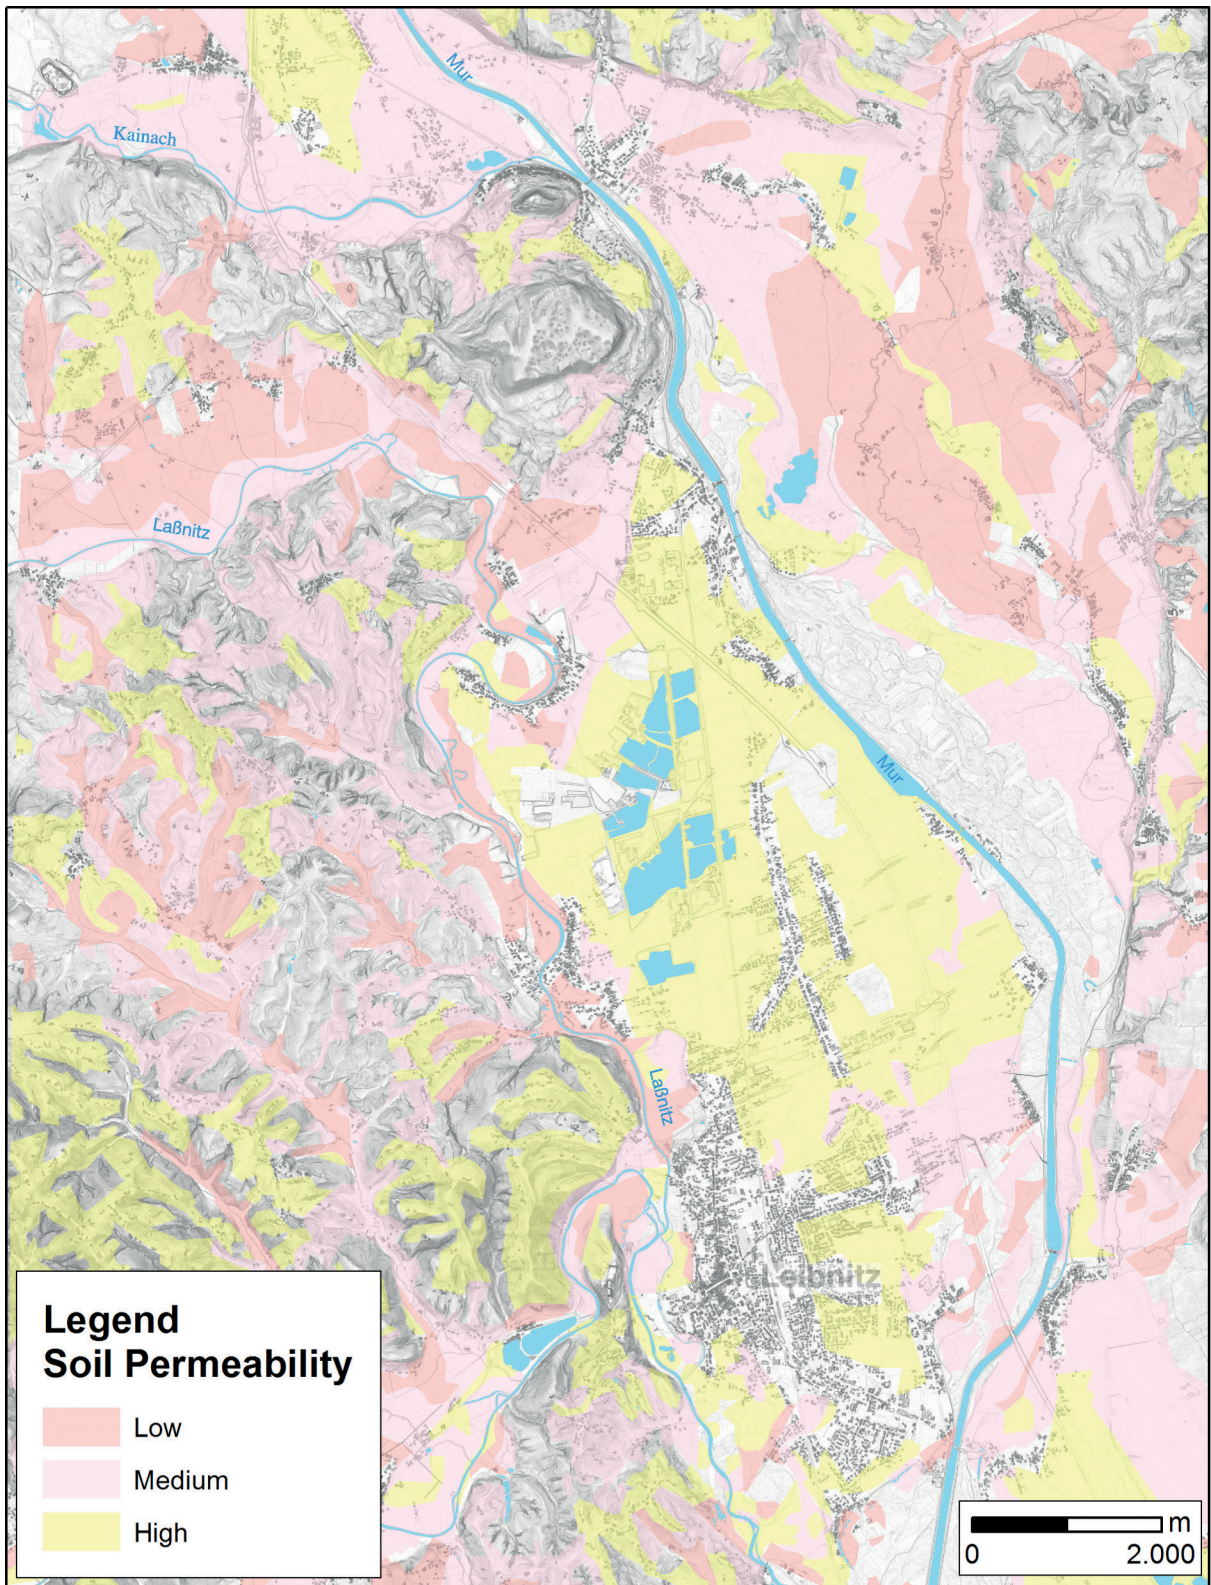 Mur
Kainach
Laßnitz
Mur
Laßnitz
Leibnitz
Legend
Soil Permeability
Low
Medium
High
m
0 2.000